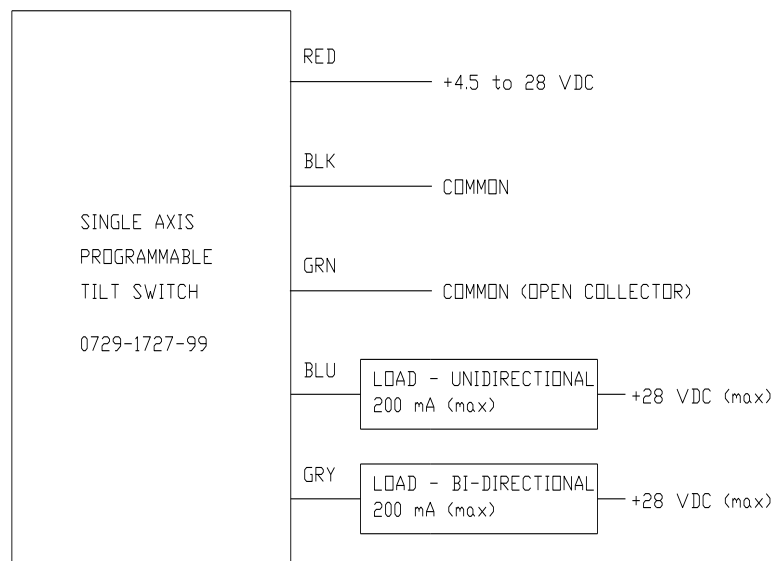 RED
+4.5 to 28 VDC
BLK
COMMON
SINGLE AXIS
PROGRAMMABLE
TILT SWITCH
0729-1727-99
GRN
COMMON (OPEN COLLECTOR)
BLU
LOAD - UNIDIRECTIONAL
200 mA (max)
+28 VDC (max)
GRY
LOAD - BI-DIRECTIONAL
200 mA (max)
+28 VDC (max)